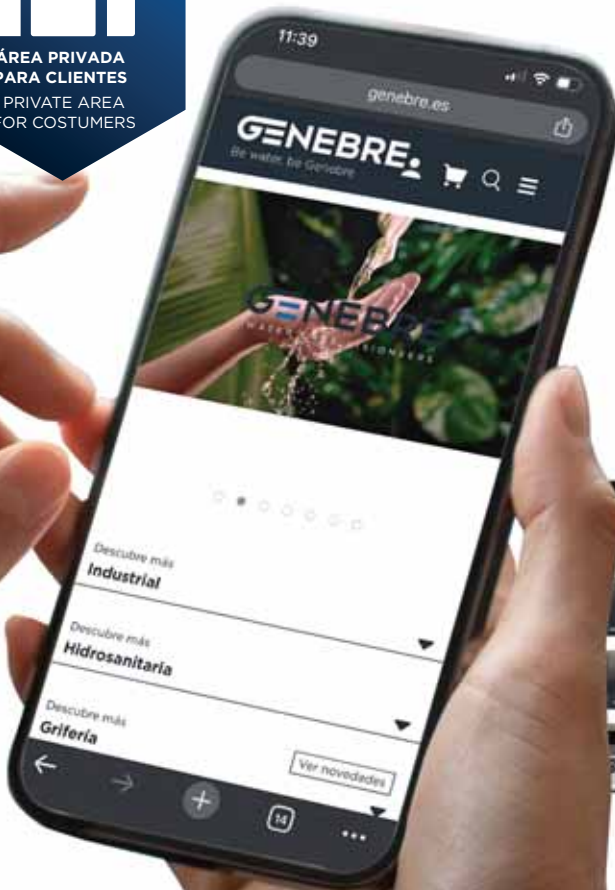 ÁREA PRIVADA
PARA CLIENTES
PRIVATE AREA
FOR COSTUMERS
11:39
genebre.es
GENEBRE
Be water, be Genebre
GENEBRE
Descubre más
Industrial
Descubre más
Hidrosanitaria
Descubre más
Grifería
Ver novedades
14